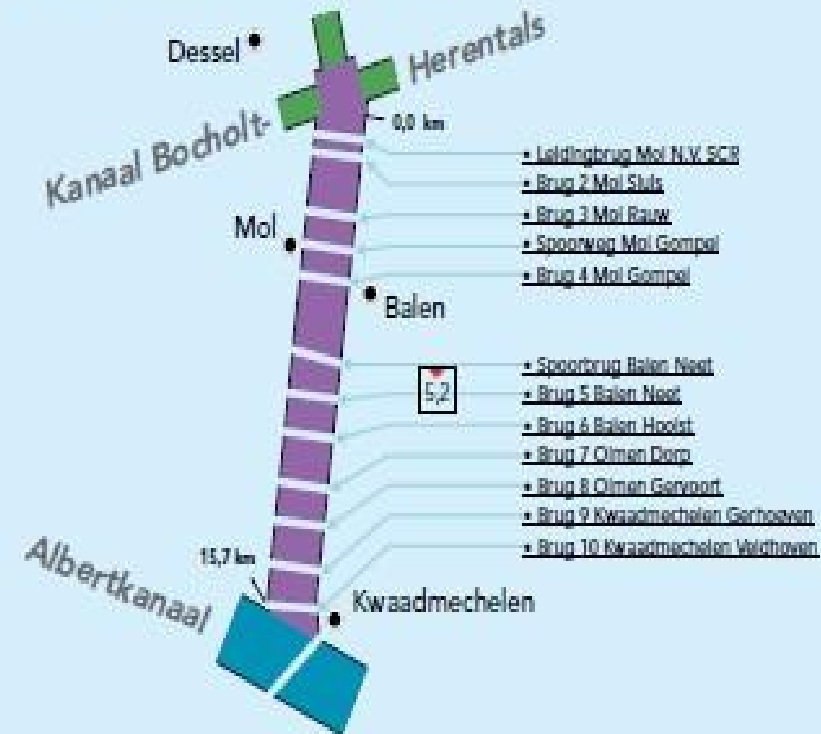 Dessel
Herentals
Kanaal Bocholt-
0,0 km
• Leidingbrug Mol N.V. SCR
• Brug 2 Mol Sluis
• Brug 3 Mol Rauw
Mol
• Spoorweg Mol Gompel
• Brug 4 Mol Gompel
Balen
• Spoorbrug Balen Neet
5,2
• Brug 5 Balen Neet
• Brug 6 Balen Hoolst
• Brug 7 Olmen Dorp
• Brug 8 Olmen Gervoort
• Brug 9 Kwaadmechelen Gerhoeven
• Brug 10 Kwaadmechelen Veldhoven
15,7 km
Albertkanaal
Kwaadmechelen